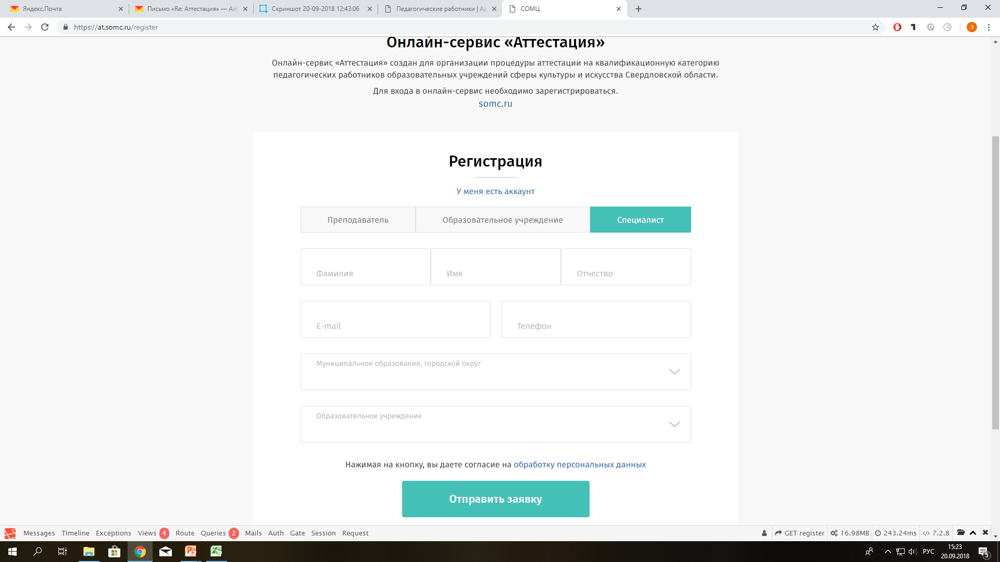 Яндекс.Почта
Письмо «Re: Аттестация» — Але
Скриншот 20-09-2018 12:43:06
Педагогические работники | Ад
СОМЦ
https://at.somc.ru/register
Э
Онлайн-сервис «Аттестация»
Онлайн-сервис «Аттестация» создан для организации процедуры аттестации на квалификационную категорию
педагогических работников образовательных учреждений сферы культуры и искусства Свердловской области.
Для входа в онлайн-сервис необходимо зарегистрироваться.
somc.ru
Регистрация
У меня есть аккаунт
Преподаватель
Образовательное учреждение
Специалист
Фамилия
Имя
Отчество
E-mail
Телефон
Муниципальное образование, городской округ
Образовательное учреждение
Нажимая на кнопку, вы даете согласие на обработку персональных данных
Отправить заявку
Messages Timeline Exceptions Views 4 Route Queries 2 Mails Auth Gate Session Request
GET register 16.98MB 243.24ms 7.2.8
РУС
15:23
20.09.2018
5